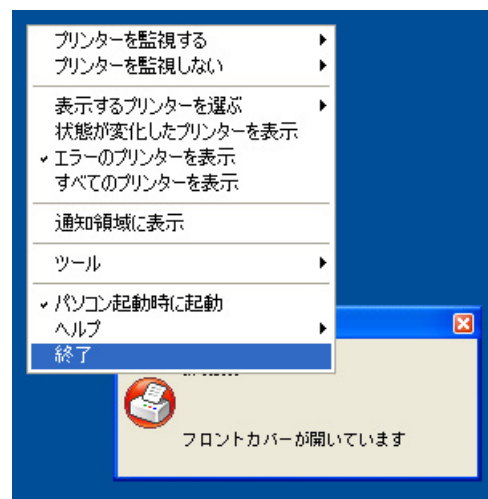 プリンターを監視する
プリンターを監視しない
表示するプリンターを選ぶ
状態が変化したプリンターを表示
エラーのプリンターを表示
すべてのプリンターを表示
通知領域に表示
ツール
パソコン起動時に起動
ヘルプ
終了
フロントカバーが開いています